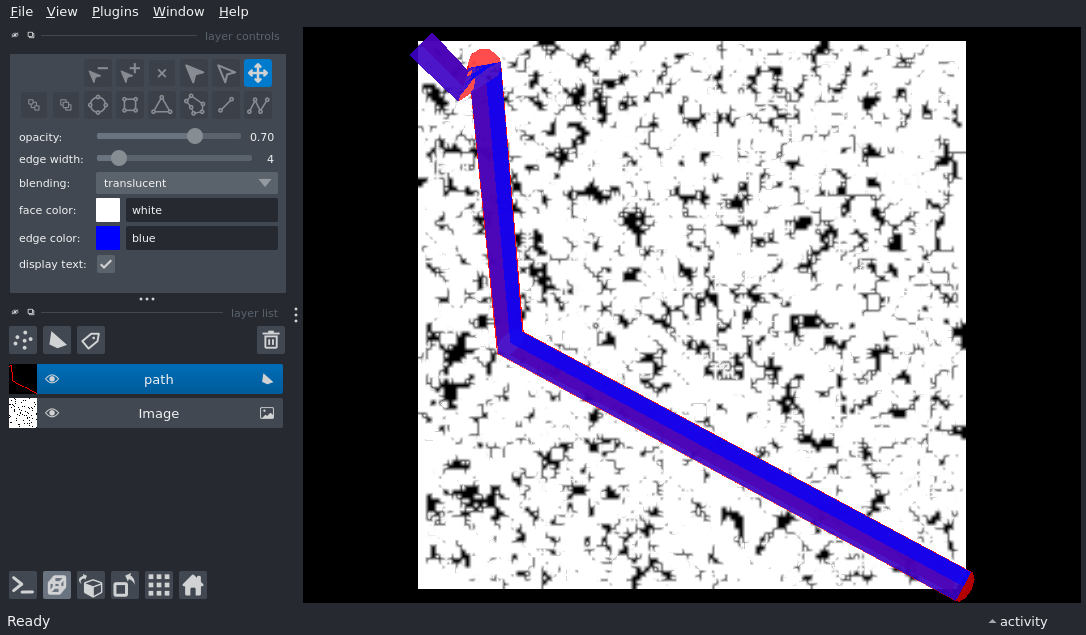 File View Plugins Window Help
layer controls
opacity: 0.70
edge width: 4
blending: translucent
face color: white
edge color: blue
display text:
layer list
path
Image
Ready activity